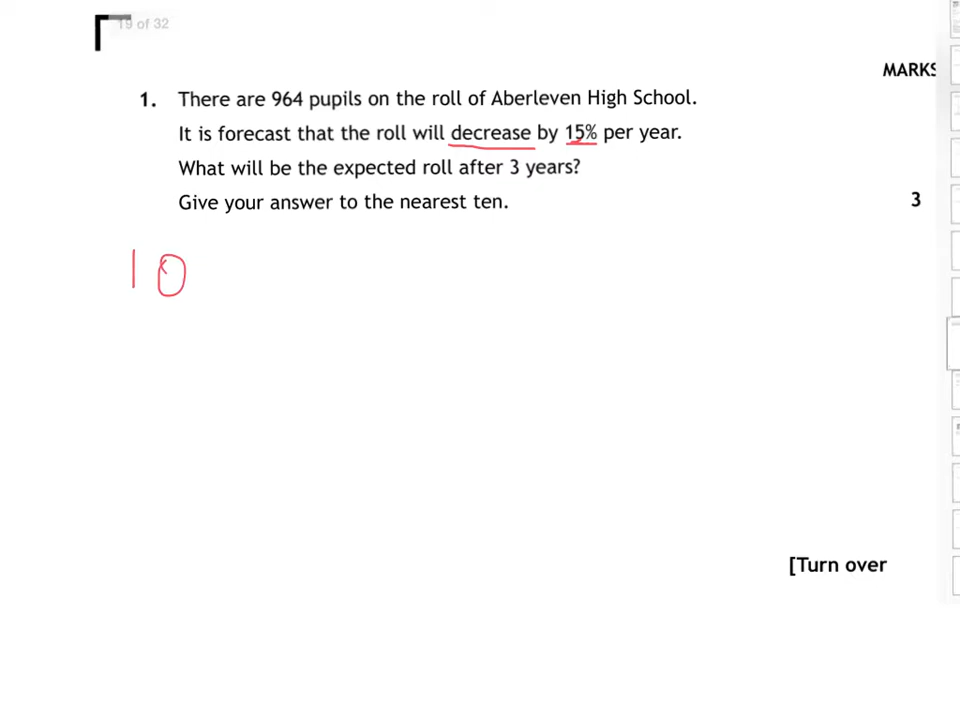 19 of 32
MARKS
1. There are 964 pupils on the roll of Aberleven High School.
It is forecast that the roll will decrease by 15% per year.
What will be the expected roll after 3 years?
Give your answer to the nearest ten.
3
10
[Turn over